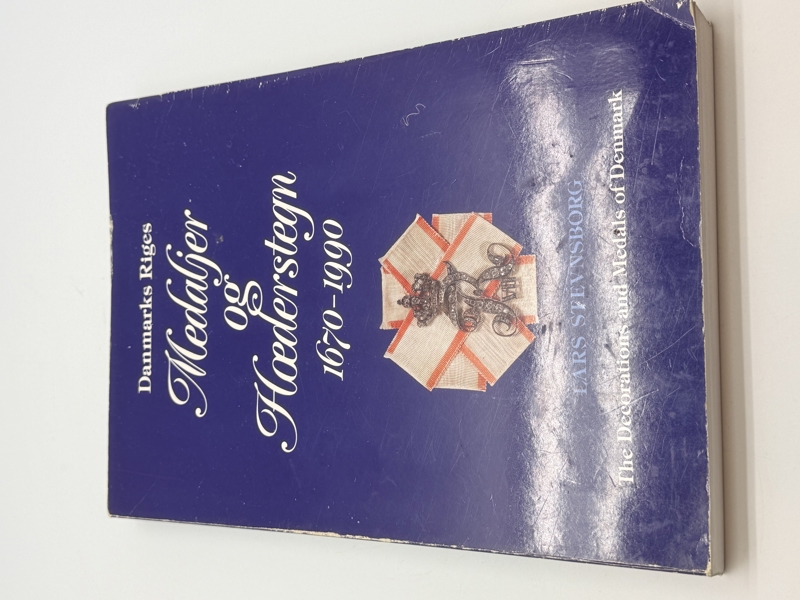 Danmarks Riges
Medaljer
og
Hæderstegn
1670–1990
LARS STEVNSBORG
The Decorations and Medals of Denmark